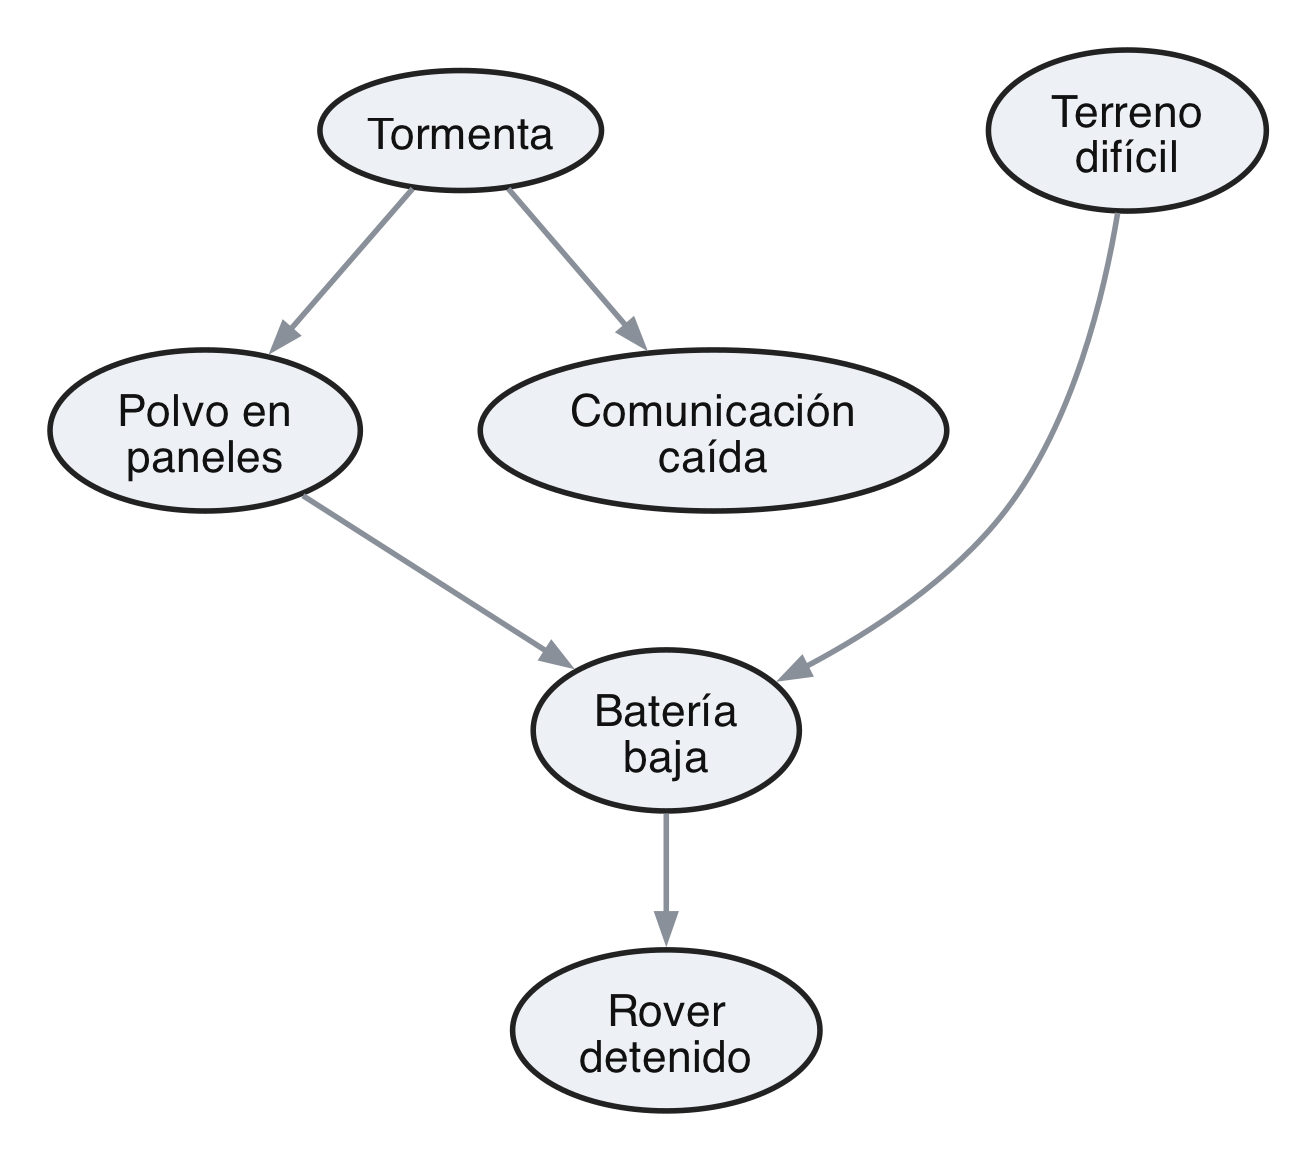 Tormenta
Terreno
difícil
Polvo en
paneles
Comunicación
caída
Batería
baja
Rover
detenido